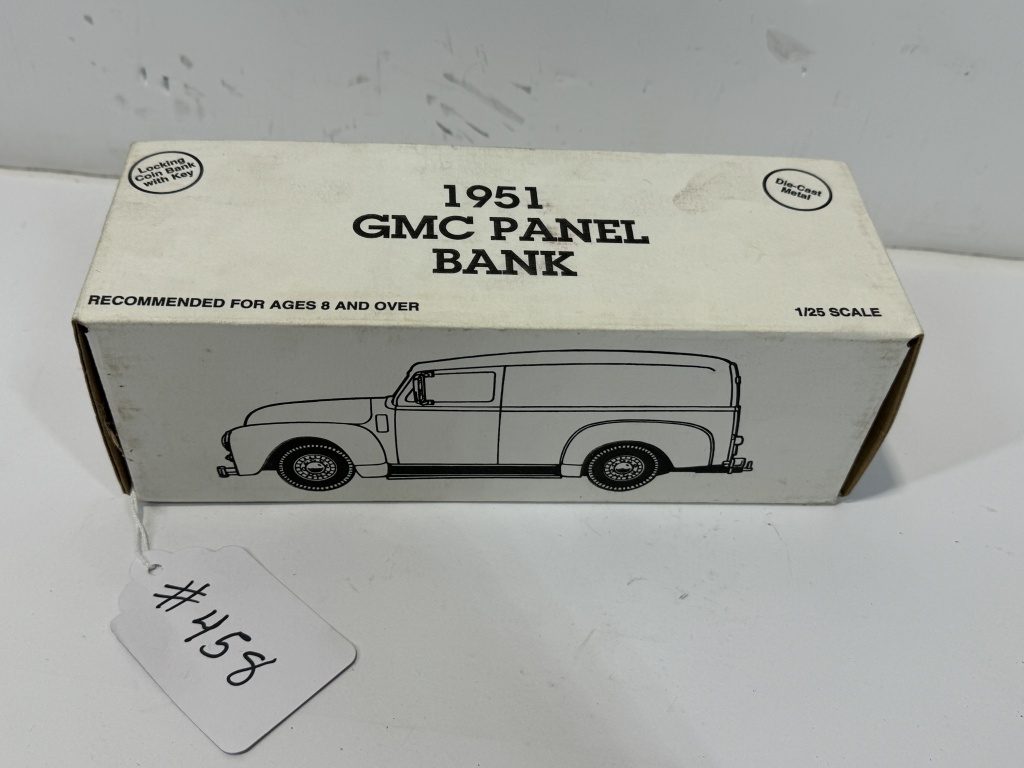 Locking
Coin Bank
with Key
1951
GMC PANEL
BANK
Die-Cast
Metal
RECOMMENDED FOR AGES 8 AND OVER
1/25 SCALE
#458